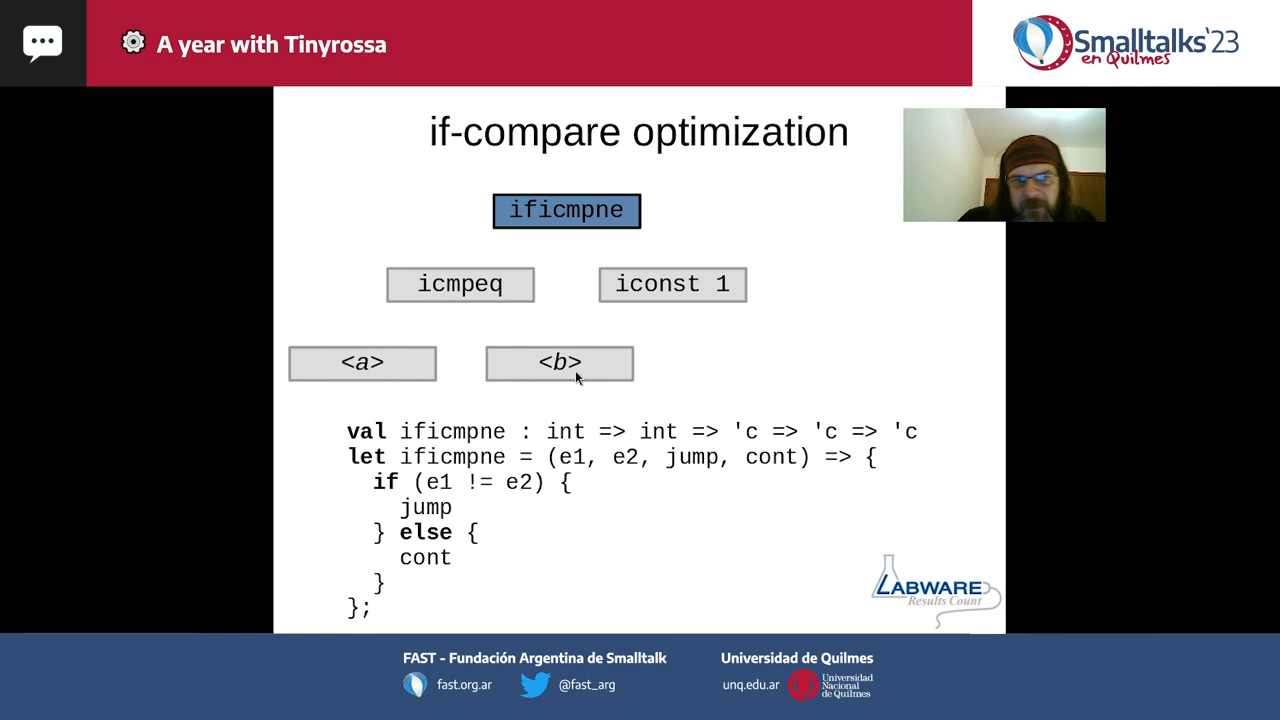 A year with Tinyrossa
Smalltalks'23
en Quilmes
if-compare optimization
ificmpne
icmpeq
iconst 1
<a>
<b>
val ificmpne : int => int => 'c => 'c => 'c
let ificmpne = (e1, e2, jump, cont) => {
if (e1 != e2) {
jump
} else {
cont
}
};
LABWARE
Results Count
FAST - Fundación Argentina de Smalltalk
Universidad de Quilmes
fast.org.ar
@fast_arg
unq.edu.ar
Universidad
Nacional
de Quilmes